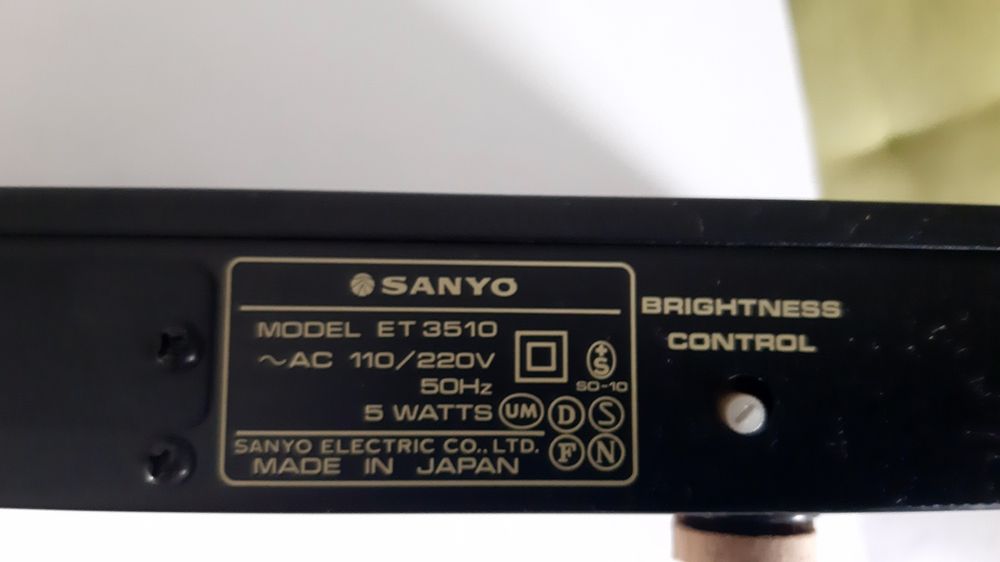 SANYO
MODEL ET 3510
~AC 110/220V
50Hz
5 WATTS
SANYO ELECTRIC CO., LTD.
MADE IN JAPAN
+S
SO-10
UM D S
F N
BRIGHTNESS
CONTROL